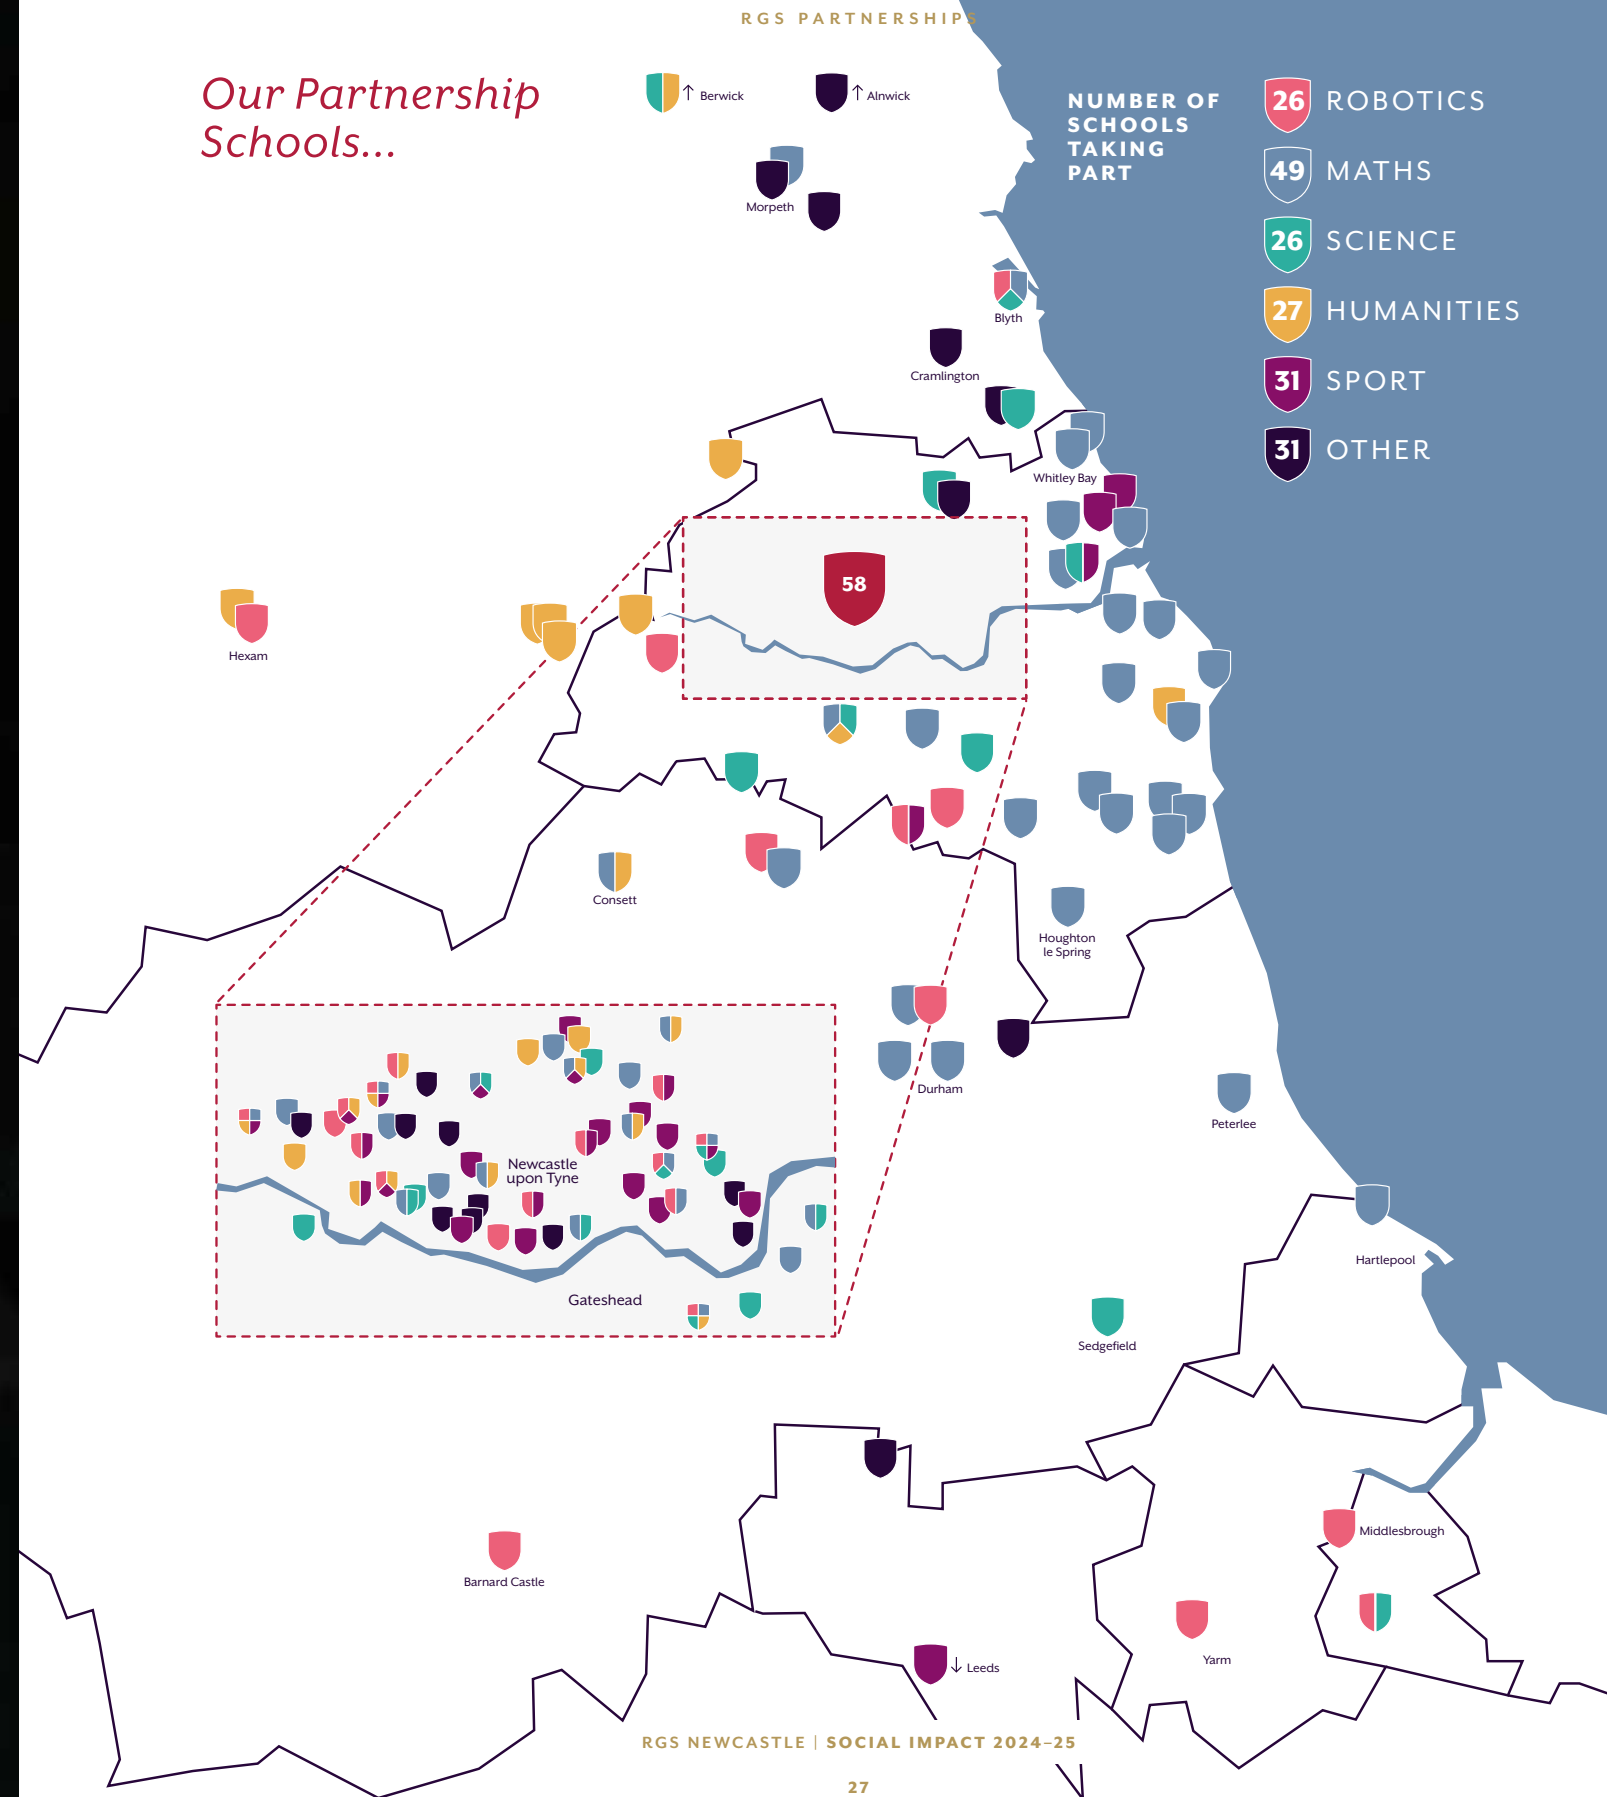 RGS PARTNERSHIPS
Our Partnership
Schools...
↑ Berwick
↑ Alnwick
NUMBER OF
SCHOOLS
TAKING
PART
26 ROBOTICS
49 MATHS
26 SCIENCE
27 HUMANITIES
31 SPORT
31 OTHER
Morpeth
Blyth
Cramlington
Whitley Bay
58
Hexam
Consett
Houghton
le Spring
Durham
Peterlee
Newcastle
upon Tyne
Gateshead
Hartlepool
Sedgefield
Middlesbrough
Barnard Castle
Yarm
↓ Leeds
RGS NEWCASTLE | SOCIAL IMPACT 2024–25
27